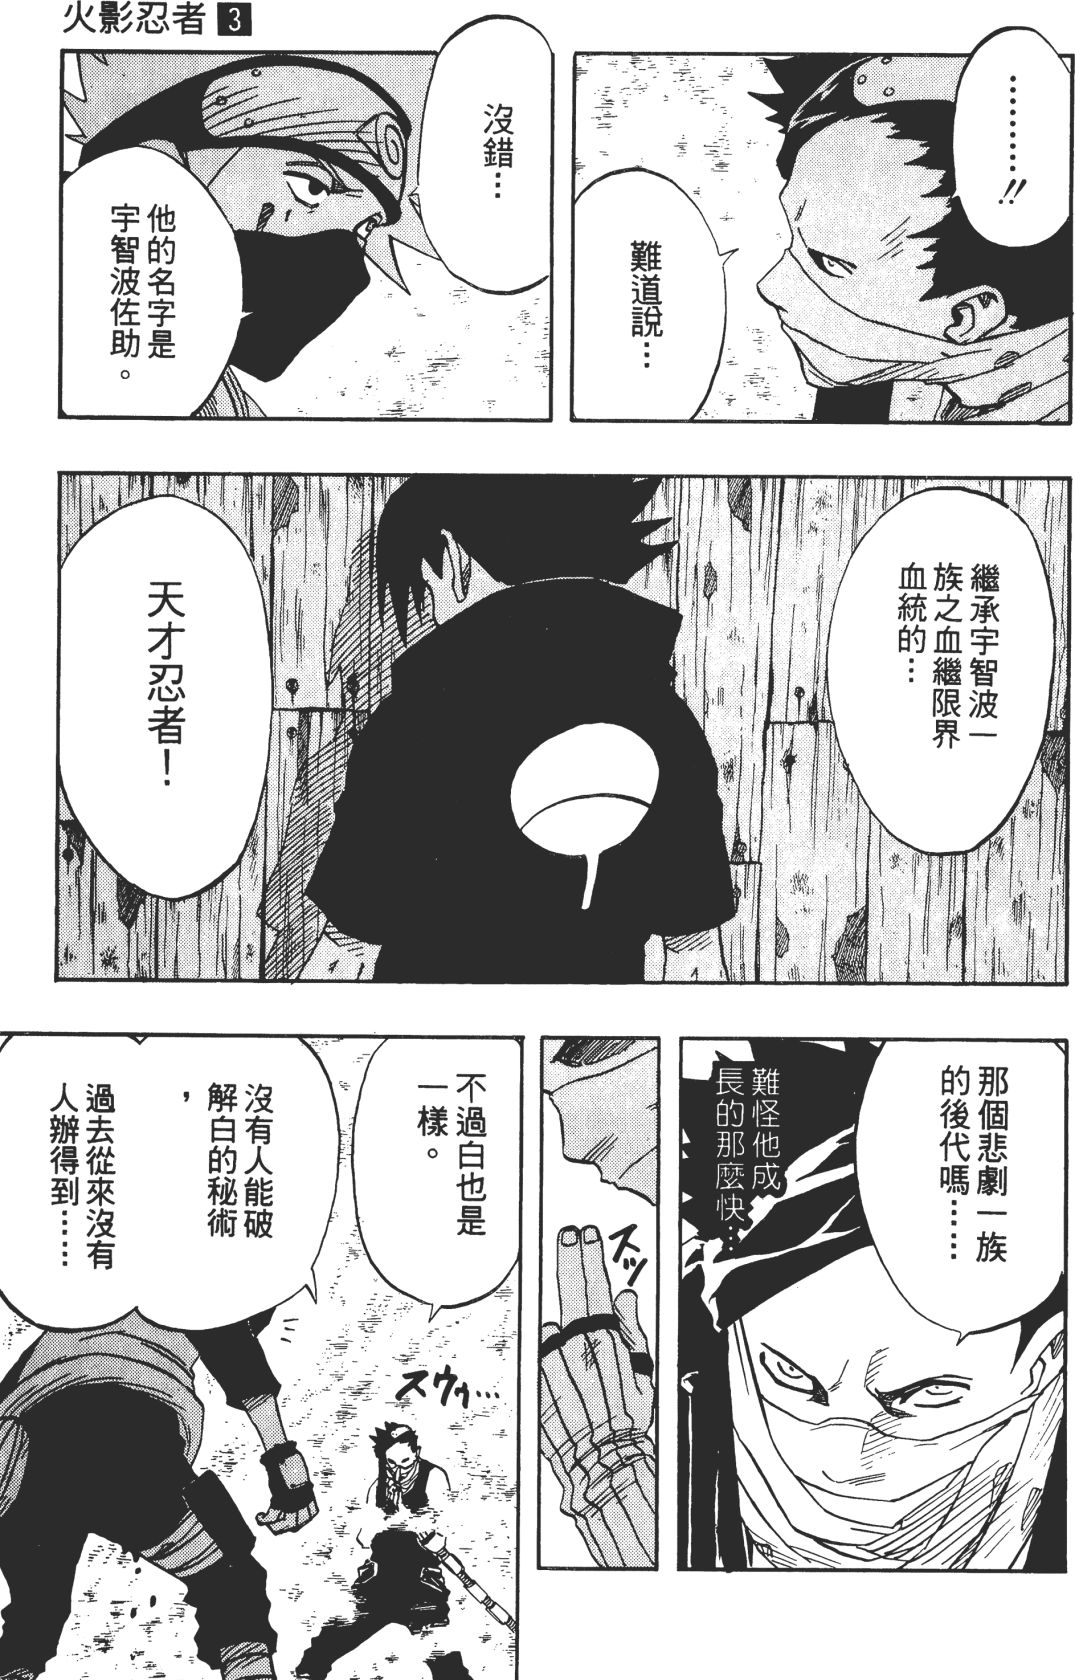 火影忍者 3
………!!
難道說…
沒錯…
他的名字是
宇智波佐助。
繼承宇智波一
族之血繼限界
血統的…
天才忍者！
那個悲劇一族
的後代嗎……
難怪他成
長的那麼快…
スッ
不過白也是
一樣。
沒有人能破
解白的秘術
，
過去從來沒有
人辦得到……
スゥゥ…